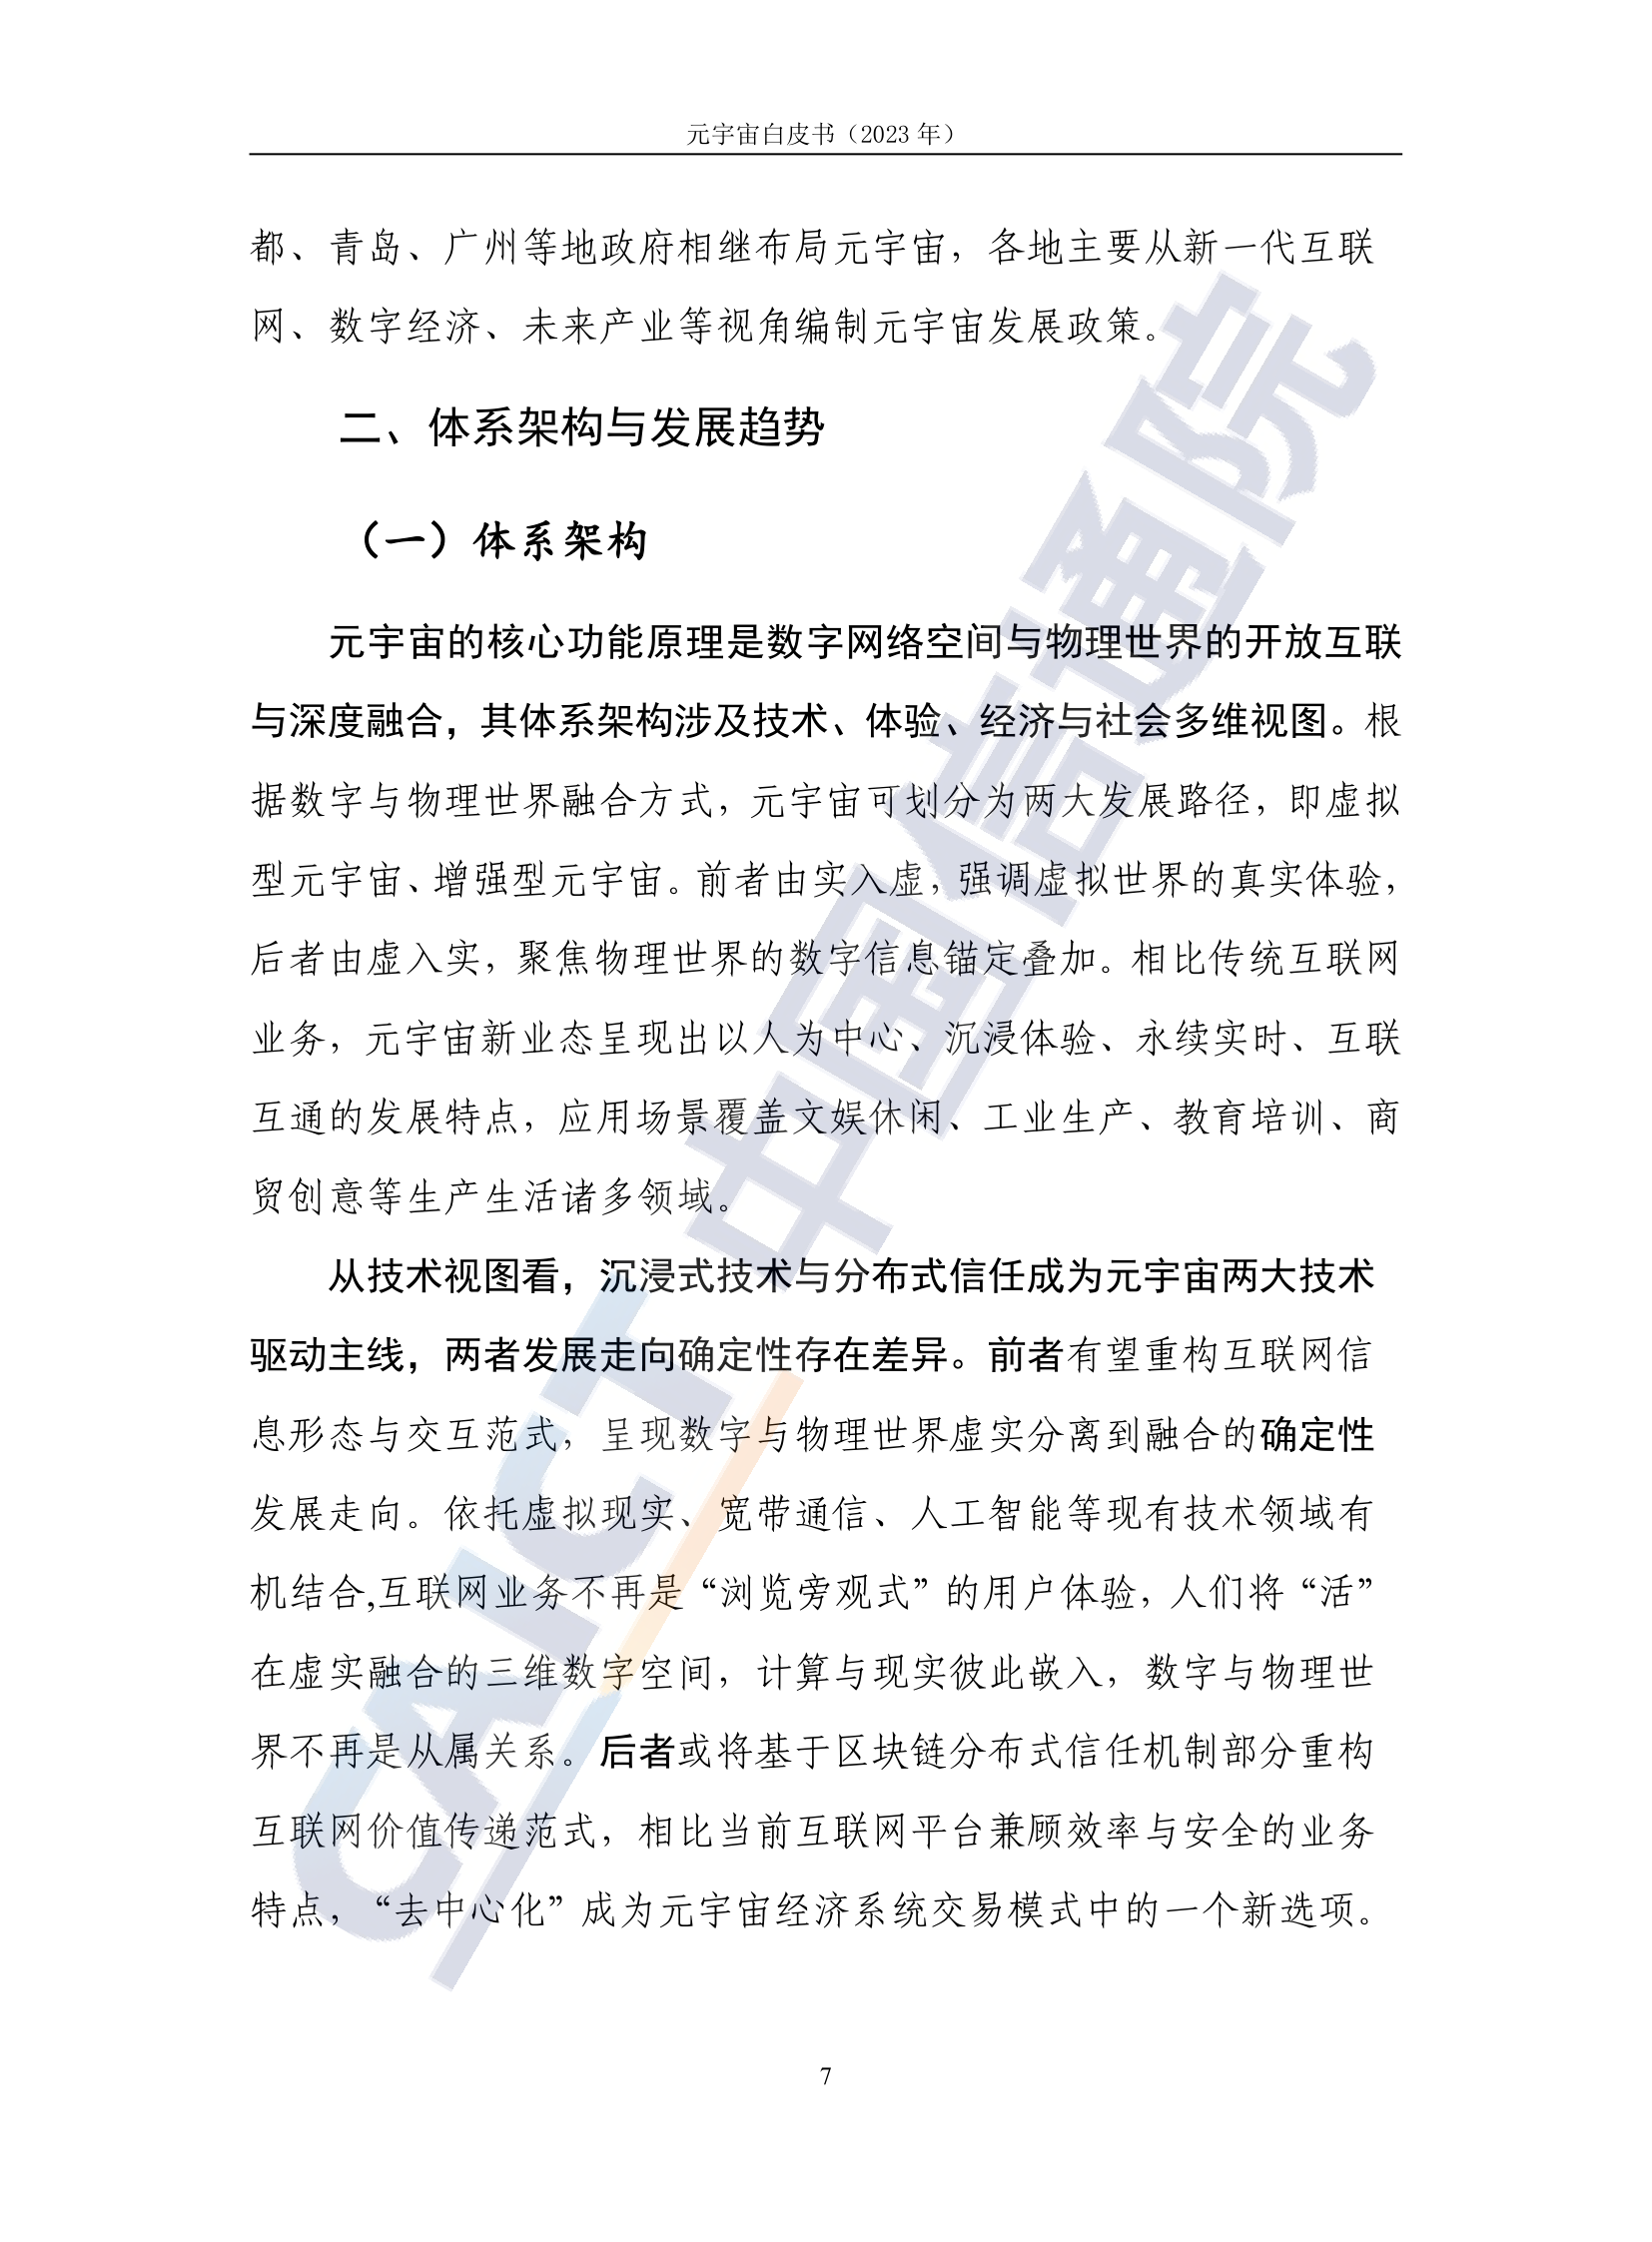 元宇宙白皮书（2023 年）
都、青岛、广州等地政府相继布局元宇宙，各地主要从新一代互联
网、数字经济、未来产业等视角编制元宇宙发展政策。
二、体系架构与发展趋势
（一）体系架构
元宇宙的核心功能原理是数字网络空间与物理世界的开放互联
与深度融合，其体系架构涉及技术、体验、经济与社会多维视图。根
据数字与物理世界融合方式，元宇宙可划分为两大发展路径，即虚拟
型元宇宙、增强型元宇宙。前者由实入虚，强调虚拟世界的真实体验，
后者由虚入实，聚焦物理世界的数字信息锚定叠加。相比传统互联网
业务，元宇宙新业态呈现出以人为中心、沉浸体验、永续实时、互联
互通的发展特点，应用场景覆盖文娱休闲、工业生产、教育培训、商
贸创意等生产生活诸多领域。
从技术视图看，沉浸式技术与分布式信任成为元宇宙两大技术
驱动主线，两者发展走向确定性存在差异。前者有望重构互联网信
息形态与交互范式，呈现数字与物理世界虚实分离到融合的确定性
发展走向。依托虚拟现实、宽带通信、人工智能等现有技术领域有
机结合,互联网业务不再是“浏览旁观式”的用户体验，人们将“活”
在虚实融合的三维数字空间，计算与现实彼此嵌入，数字与物理世
界不再是从属关系。后者或将基于区块链分布式信任机制部分重构
互联网价值传递范式，相比当前互联网平台兼顾效率与安全的业务
特点，“去中心化”成为元宇宙经济系统交易模式中的一个新选项。
CAICT 中国信通院
7